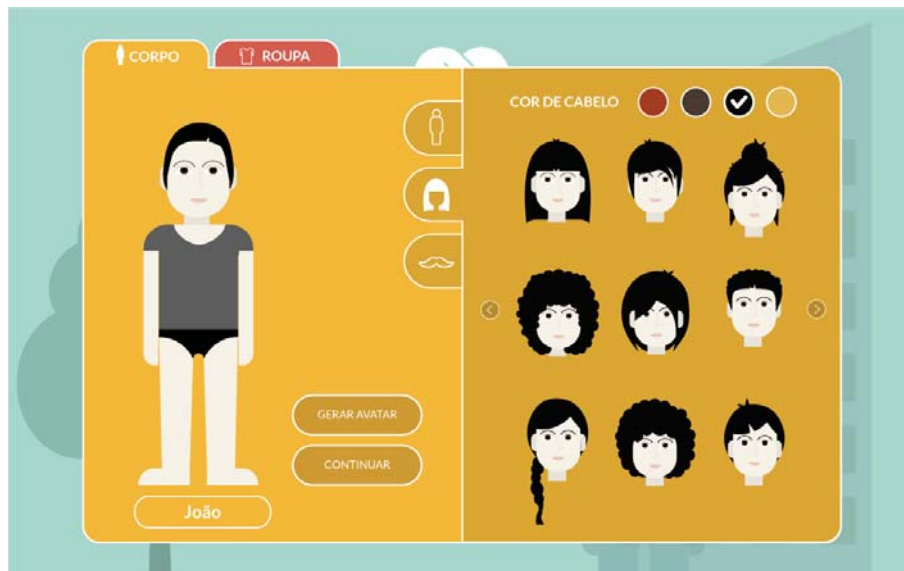 CORPO
ROUPA
COR DE CABELO
GERAR AVATAR
CONTINUAR
João